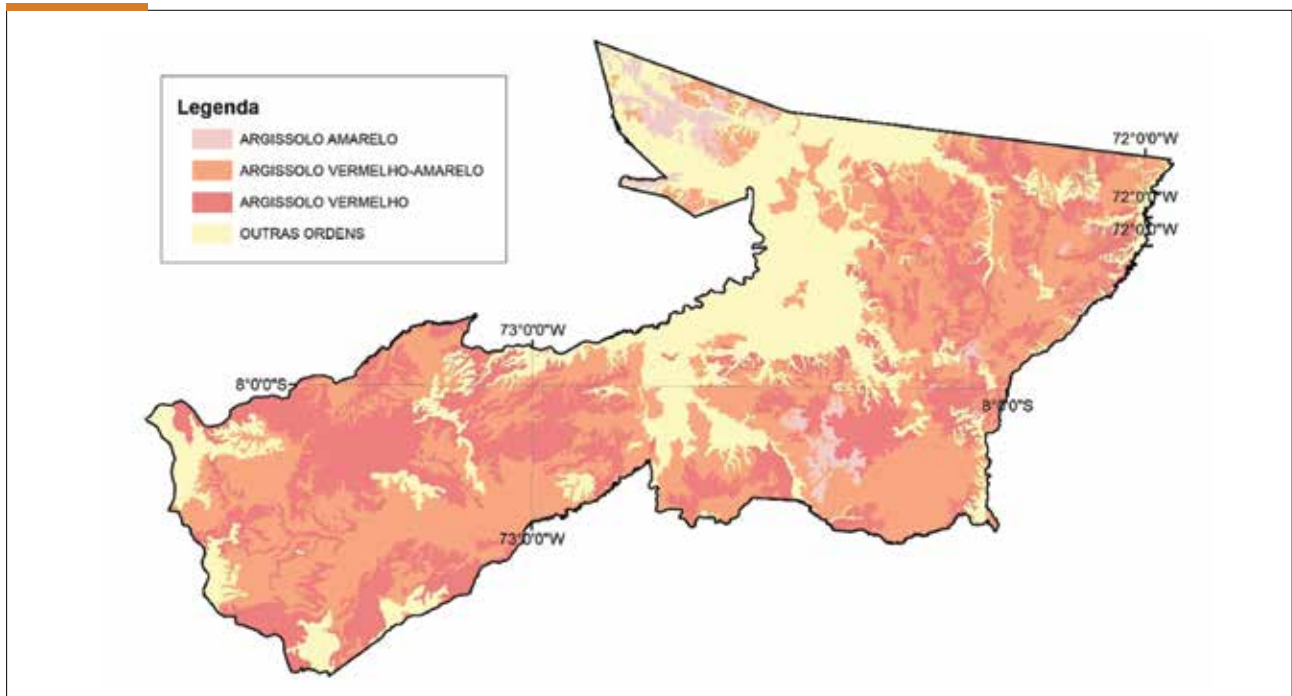 Legenda
ARGISSOLO AMARELO
ARGISSOLO VERMELHO-AMARELO
ARGISSOLO VERMELHO
OUTRAS ORDENS
72°0'0"W
72°0'0"W
72°0'0"W
73°0'0"W
8°0'0"S
8°0'0"S
73°0'0"W